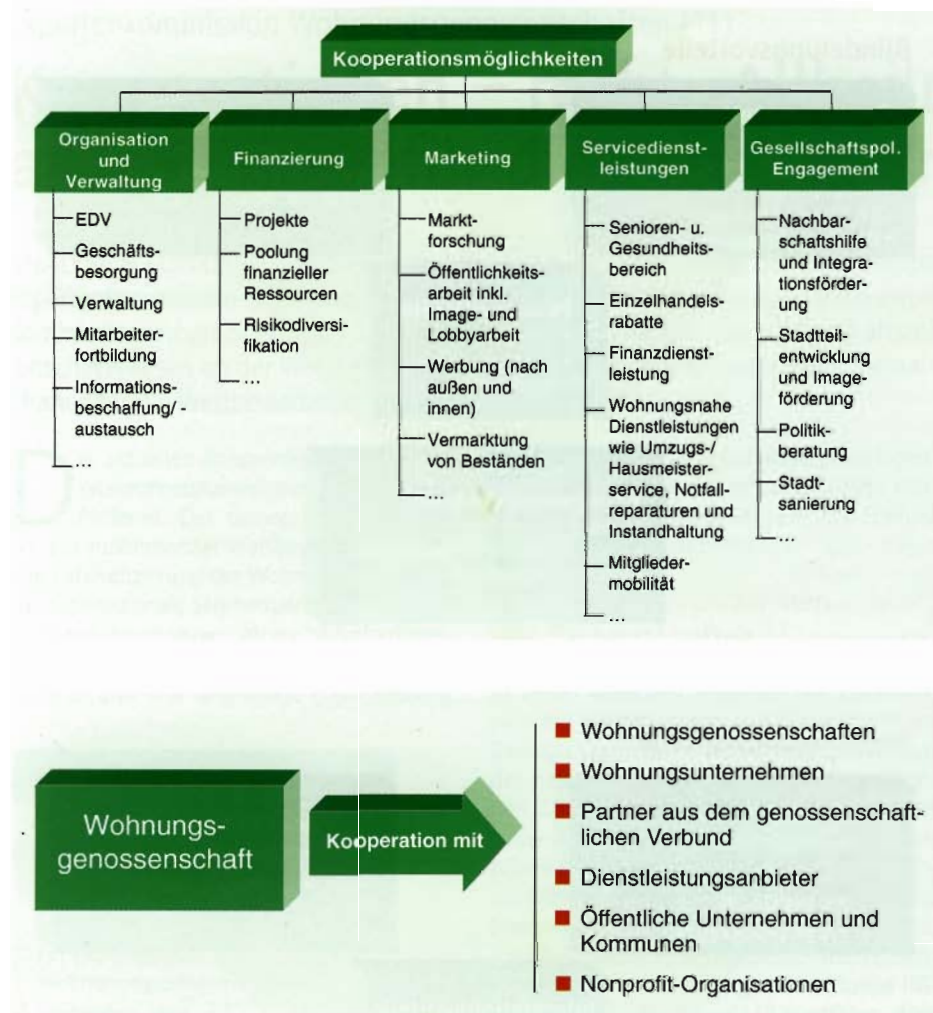 Kooperationsmöglichkeiten
Organisation
und
Verwaltung
EDV
Geschäfts-
besorgung
Verwaltung
Mitarbeiter-
fortbildung
Informations-
beschaffung/ -
austausch
...
Finanzierung
Projekte
Poolung
finanzieller
Ressourcen
Risikodiversi-
fikation
...
Marketing
Markt-
forschung
Öffentlichkeits-
arbeit inkl.
Image- und
Lobbyarbeit
Werbung (nach
außen und
innen)
Vermarktung
von Beständen
...
Servicedienst-
leistungen
Senioren- u.
Gesundheits-
bereich
Einzelhandels-
rabatte
Finanzdienst-
leistung
Wohnungsnahe
Dienstleistungen
wie Umzugs-/
Hausmeister-
service, Notfall-
reparaturen und
Instandhaltung
Mitglieder-
mobilität
...
Gesellschaftspol.
Engagement
Nachbar-
schaftshilfe
und Integra-
tionsförder-
ung
Stadtteil-
entwicklung
und Image-
förderung
Politik-
beratung
Stadt-
sanierung
...
Wohnungs-
genossenschaft
Kooperation mit
Wohnungsgenossenschaften
Wohnungsunternehmen
Partner aus dem genossenschaft-
lichen Verbund
Dienstleistungsanbieter
Öffentliche Unternehmen und
Kommunen
Nonprofit-Organisationen